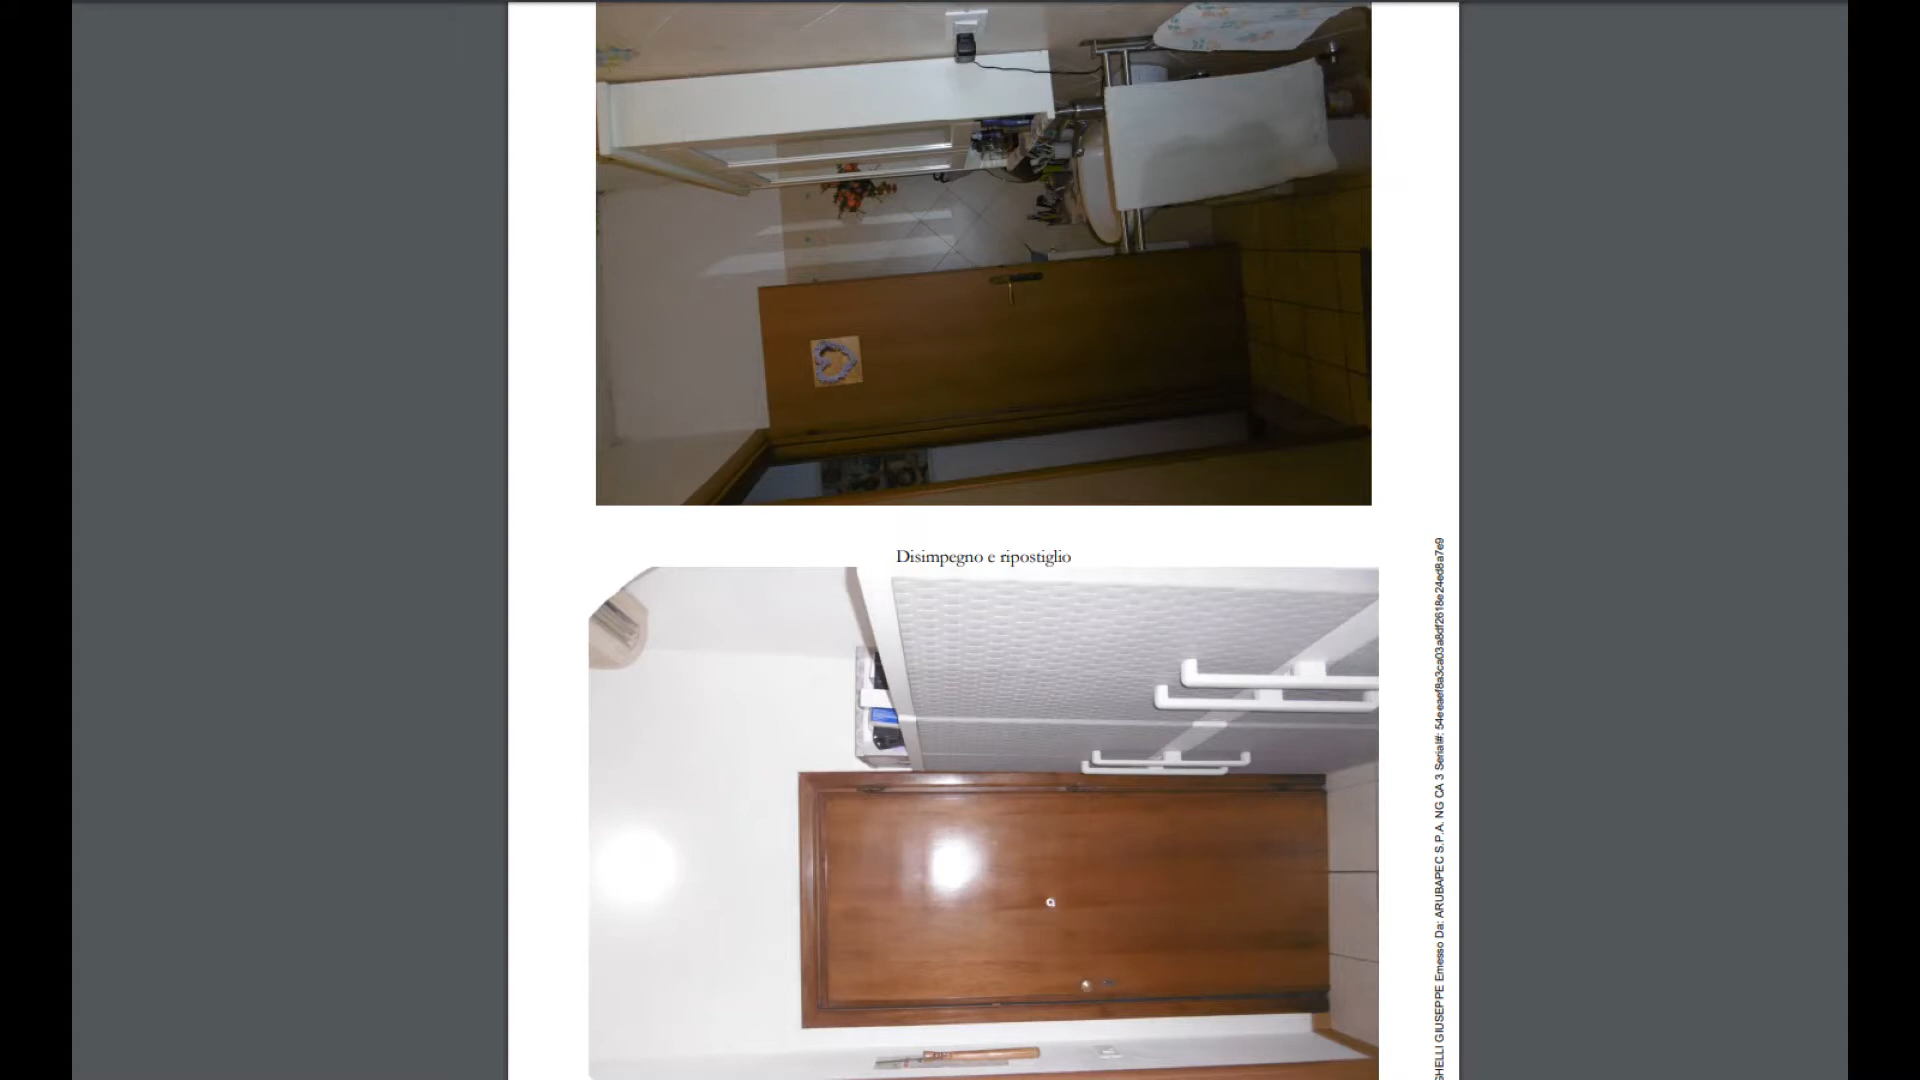 Disimpegno e ripostiglio
GHELLI GIUSEPPE Emesso Da: ARUBAPEC S.P.A. NG CA 3 Serial#: 54eeaef8a3ca03a8df2618e24ed8a7e9